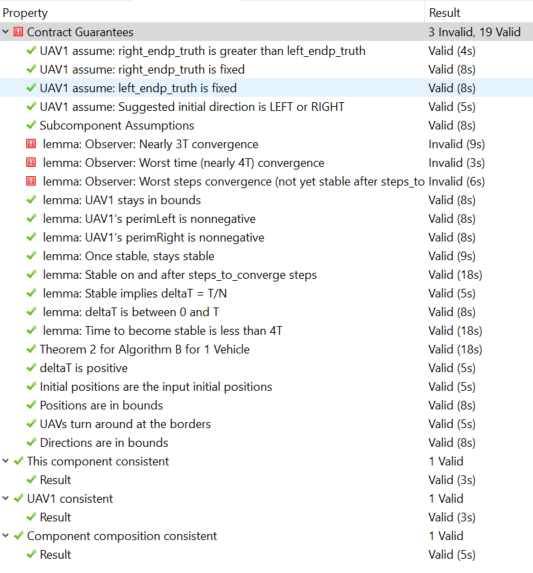 Property Result
Contract Guarantees 3 Invalid, 19 Valid
UAV1 assume: right_endp_truth is greater than left_endp_truth Valid (4s)
UAV1 assume: right_endp_truth is fixed Valid (8s)
UAV1 assume: left_endp_truth is fixed Valid (8s)
UAV1 assume: Suggested initial direction is LEFT or RIGHT Valid (5s)
Subcomponent Assumptions Valid (8s)
lemma: Observer: Nearly 3T convergence Invalid (9s)
lemma: Observer: Worst time (nearly 4T) convergence Invalid (3s)
lemma: Observer: Worst steps convergence (not yet stable after steps_to Invalid (6s)
lemma: UAV1 stays in bounds Valid (8s)
lemma: UAV1's perimLeft is nonnegative Valid (8s)
lemma: UAV1's perimRight is nonnegative Valid (8s)
lemma: Once stable, stays stable Valid (9s)
lemma: Stable on and after steps_to_converge steps Valid (18s)
lemma: Stable implies deltaT = T/N Valid (5s)
lemma: deltaT is between 0 and T Valid (8s)
lemma: Time to become stable is less than 4T Valid (18s)
Theorem 2 for Algorithm B for 1 Vehicle Valid (18s)
deltaT is positive Valid (5s)
Initial positions are the input initial positions Valid (5s)
Positions are in bounds Valid (8s)
UAVs turn around at the borders Valid (5s)
Directions are in bounds Valid (8s)
This component consistent 1 Valid
Result Valid (3s)
UAV1 consistent 1 Valid
Result Valid (3s)
Component composition consistent 1 Valid
Result Valid (5s)